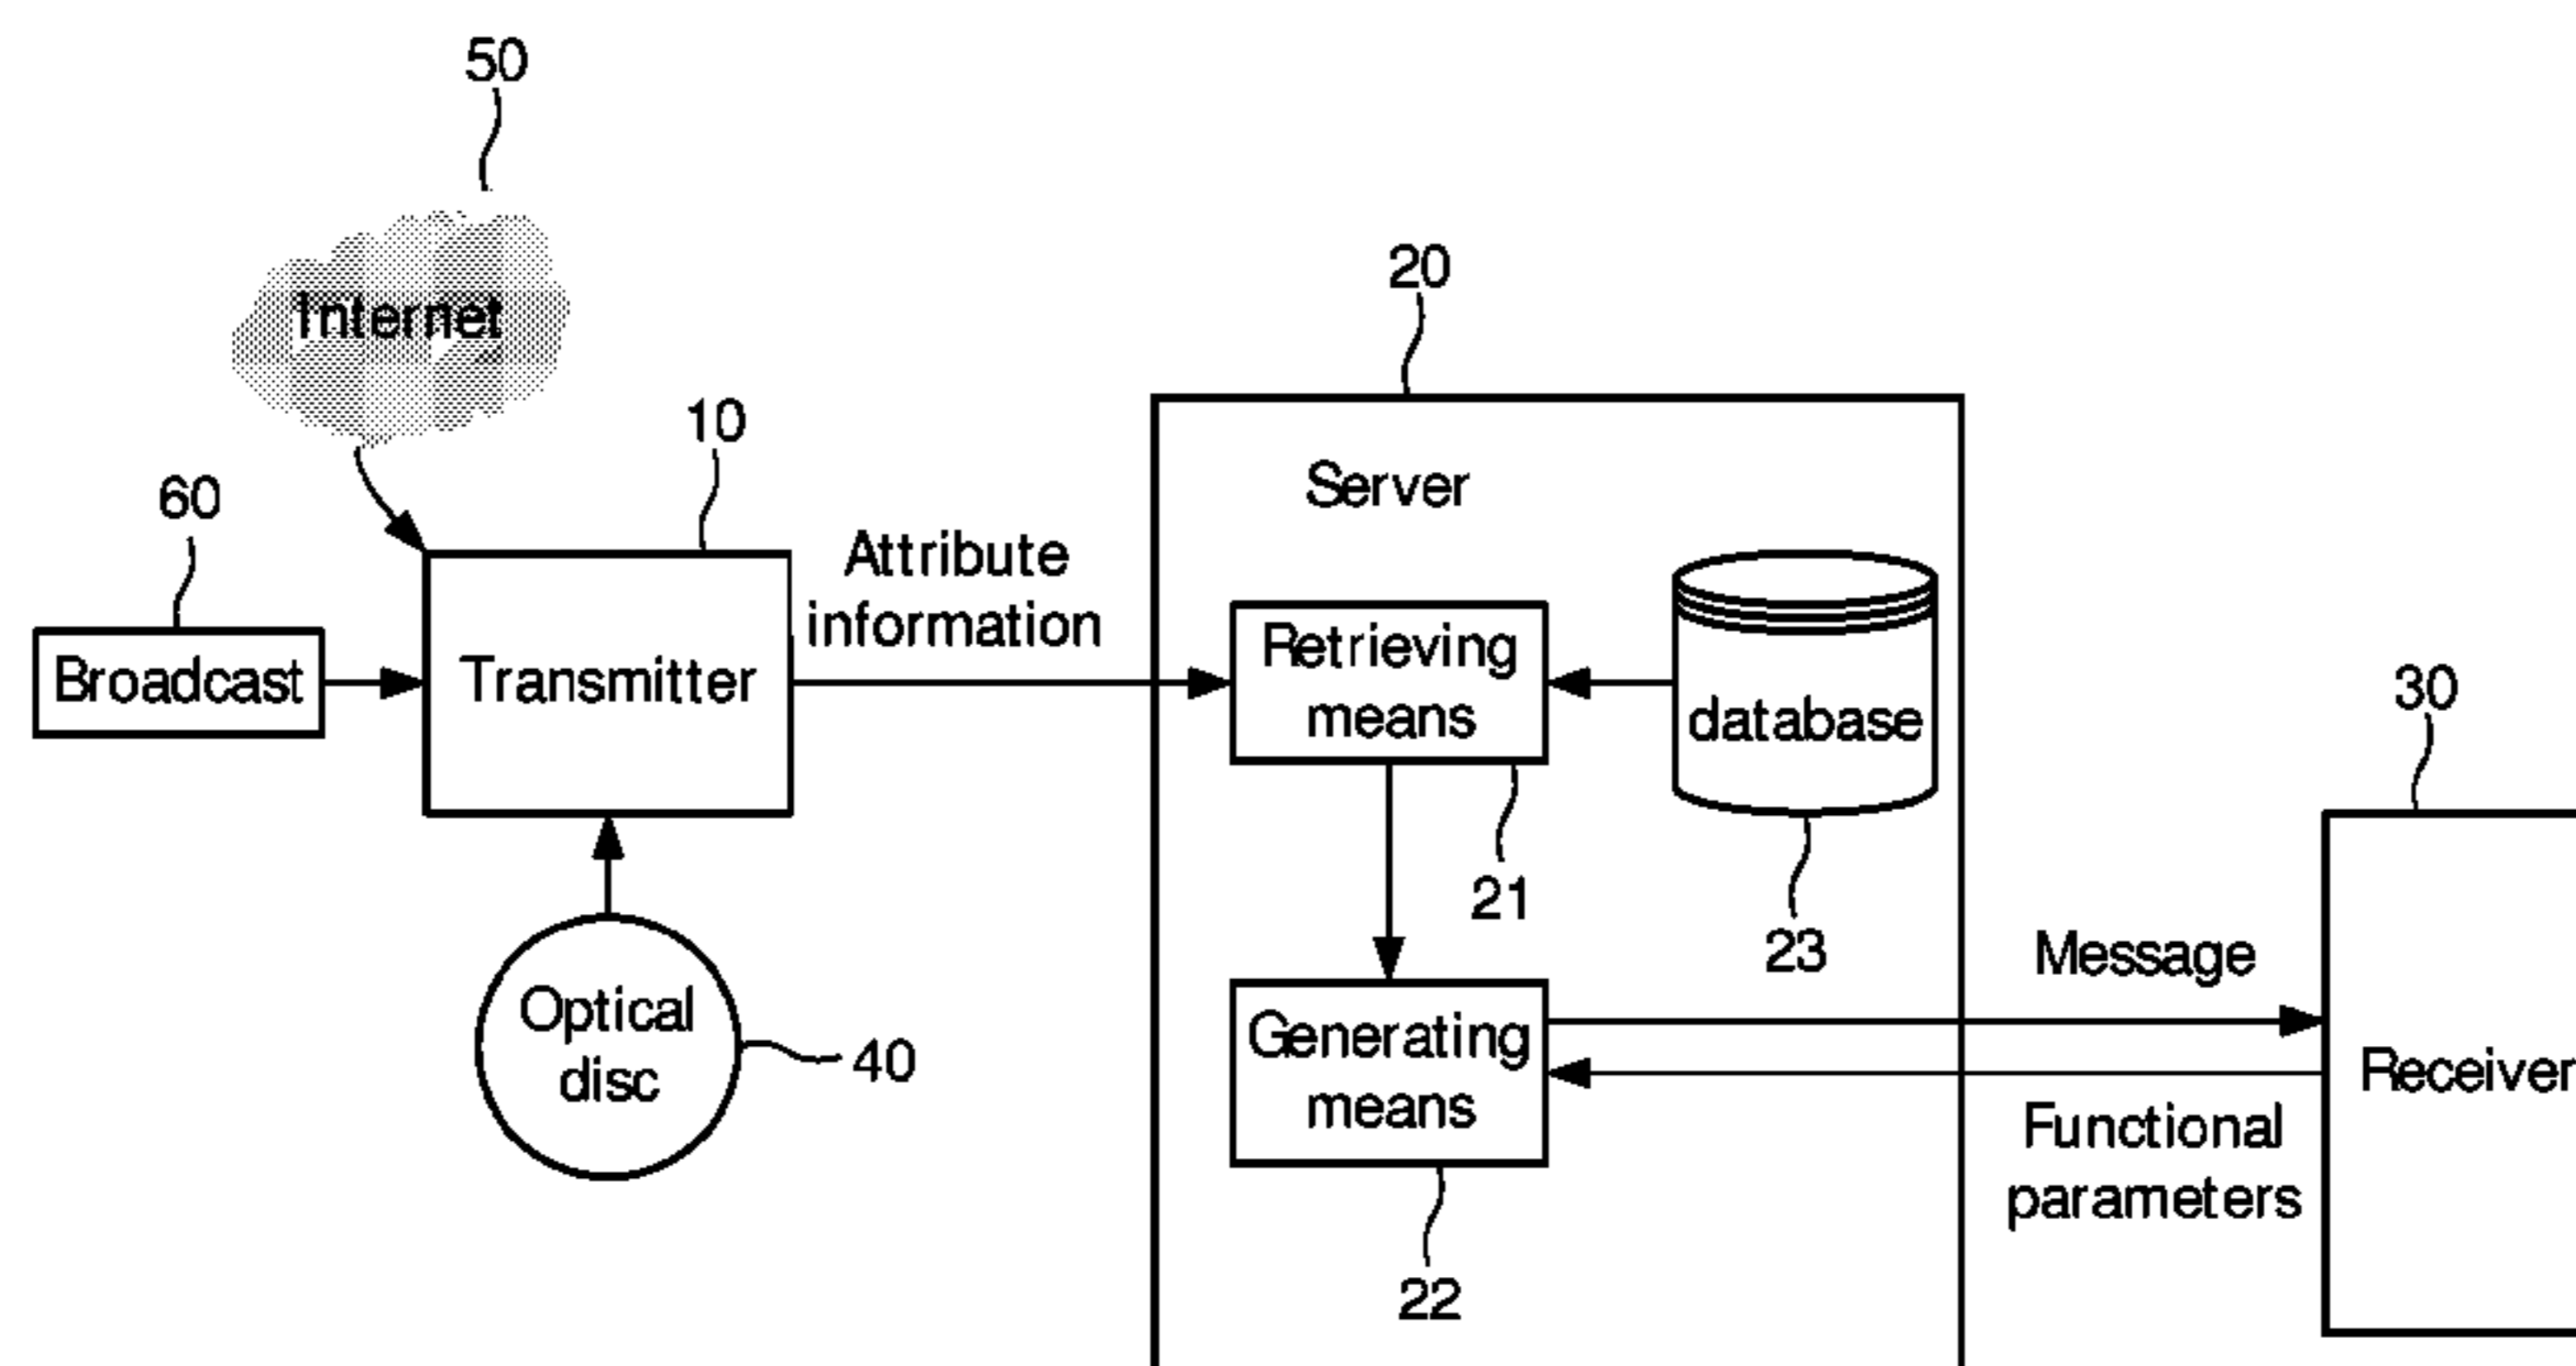 50
Internet
10
60
Broadcast
Transmitter
Attribute
information
Optical
disc
40
20
Server
Retrieving
means
21
database
23
Generating
means
22
Message
Functional
parameters
30
Receiver